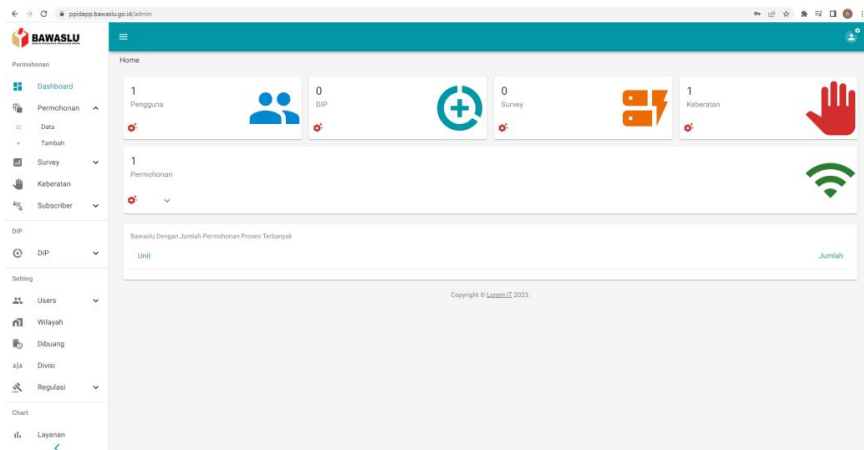 ppidapp.bawaslu.go.id/admin
BAWASLU
Permohonan
Dashboard
Permohonan
Data
Tambah
Survey
Keberatan
Subscriber
DIP
DIP
Setting
Users
Wilayah
Dibuang
Divisi
Regulasi
Chart
Layanan
Home
1
Pengguna
0
DIP
0
Survey
1
Keberatan
1
Permohonan
Bawaslu Dengan Jumlah Permohonan Proses Terbanyak
Unit Jumlah
Copyright © Lorem IT 2023.